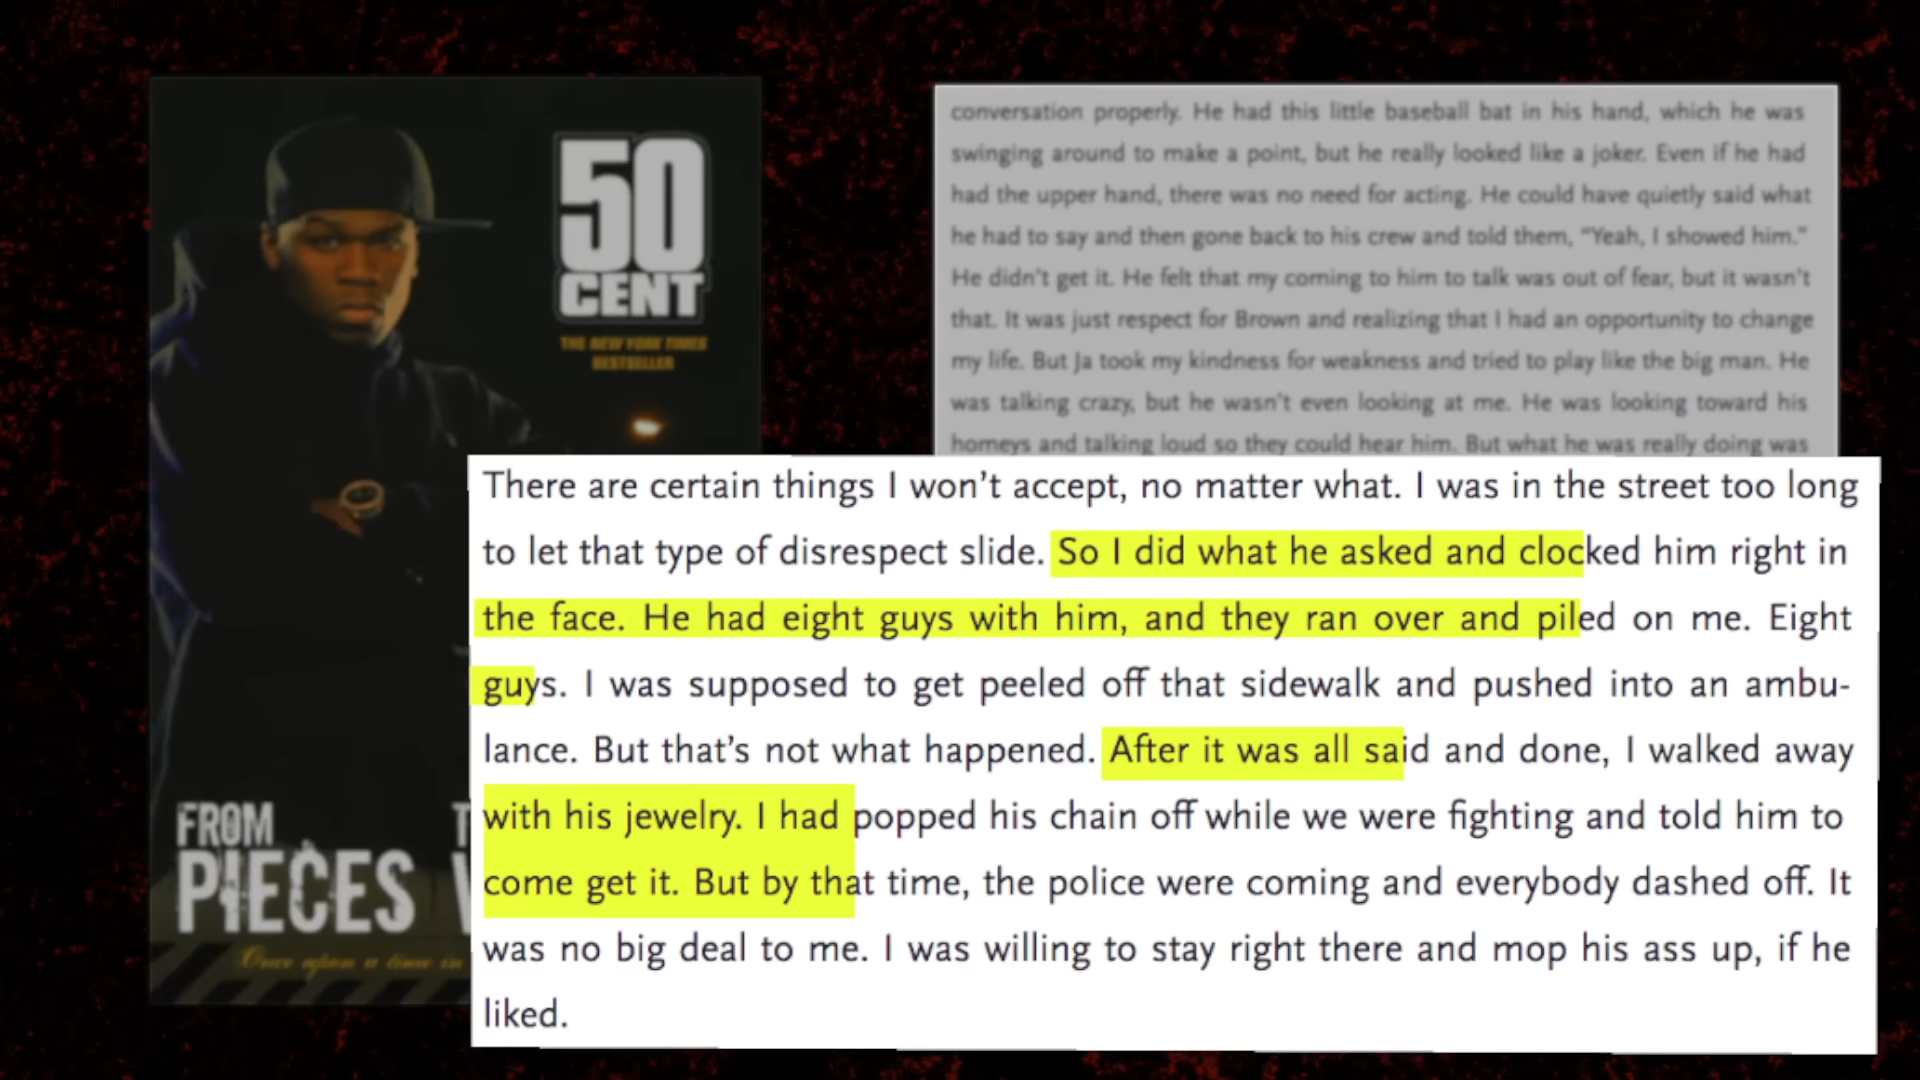 50
CENT
THE NEW YORK TIMES
BESTSELLER
FROM
PIECES
Once upon a time in
conversation properly. He had this little baseball bat in his hand, which he was
swinging around to make a point, but he really looked like a joker. Even if he had
had the upper hand, there was no need for acting. He could have quietly said what
he had to say and then gone back to his crew and told them, “Yeah, I showed him.”
He didn’t get it. He felt that my coming to him to talk was out of fear, but it wasn’t
that. It was just respect for Brown and realizing that I had an opportunity to change
my life. But Ja took my kindness for weakness and tried to play like the big man. He
was talking crazy, but he wasn’t even looking at me. He was looking toward his
homeys and talking loud so they could hear him. But what he was really doing was
There are certain things I won’t accept, no matter what. I was in the street too long
to let that type of disrespect slide. So I did what he asked and clocked him right in
the face. He had eight guys with him, and they ran over and piled on me. Eight
guys. I was supposed to get peeled off that sidewalk and pushed into an ambu-
lance. But that’s not what happened. After it was all said and done, I walked away
with his jewelry. I had popped his chain off while we were fighting and told him to
come get it. But by that time, the police were coming and everybody dashed off. It
was no big deal to me. I was willing to stay right there and mop his ass up, if he
liked.